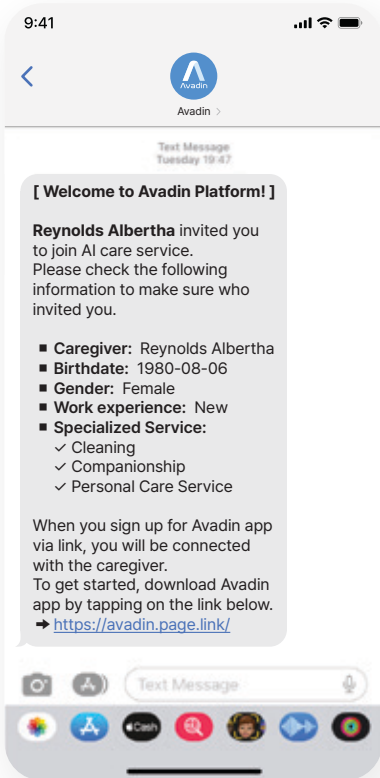 9:41
Avadin
Avadin
Text Message
Tuesday 19:47
[ Welcome to Avadin Platform! ]
Reynolds Albertha invited you
to join AI care service.
Please check the following
information to make sure who
invited you.
▪ Caregiver: Reynolds Albertha
▪ Birthdate: 1980-08-06
▪ Gender: Female
▪ Work experience: New
▪ Specialized Service:
✓ Cleaning
✓ Companionship
✓ Personal Care Service
When you sign up for Avadin app
via link, you will be connected
with the caregiver.
To get started, download Avadin
app by tapping on the link below.
➡ https://avadin.page.link/
Text Message
Cash